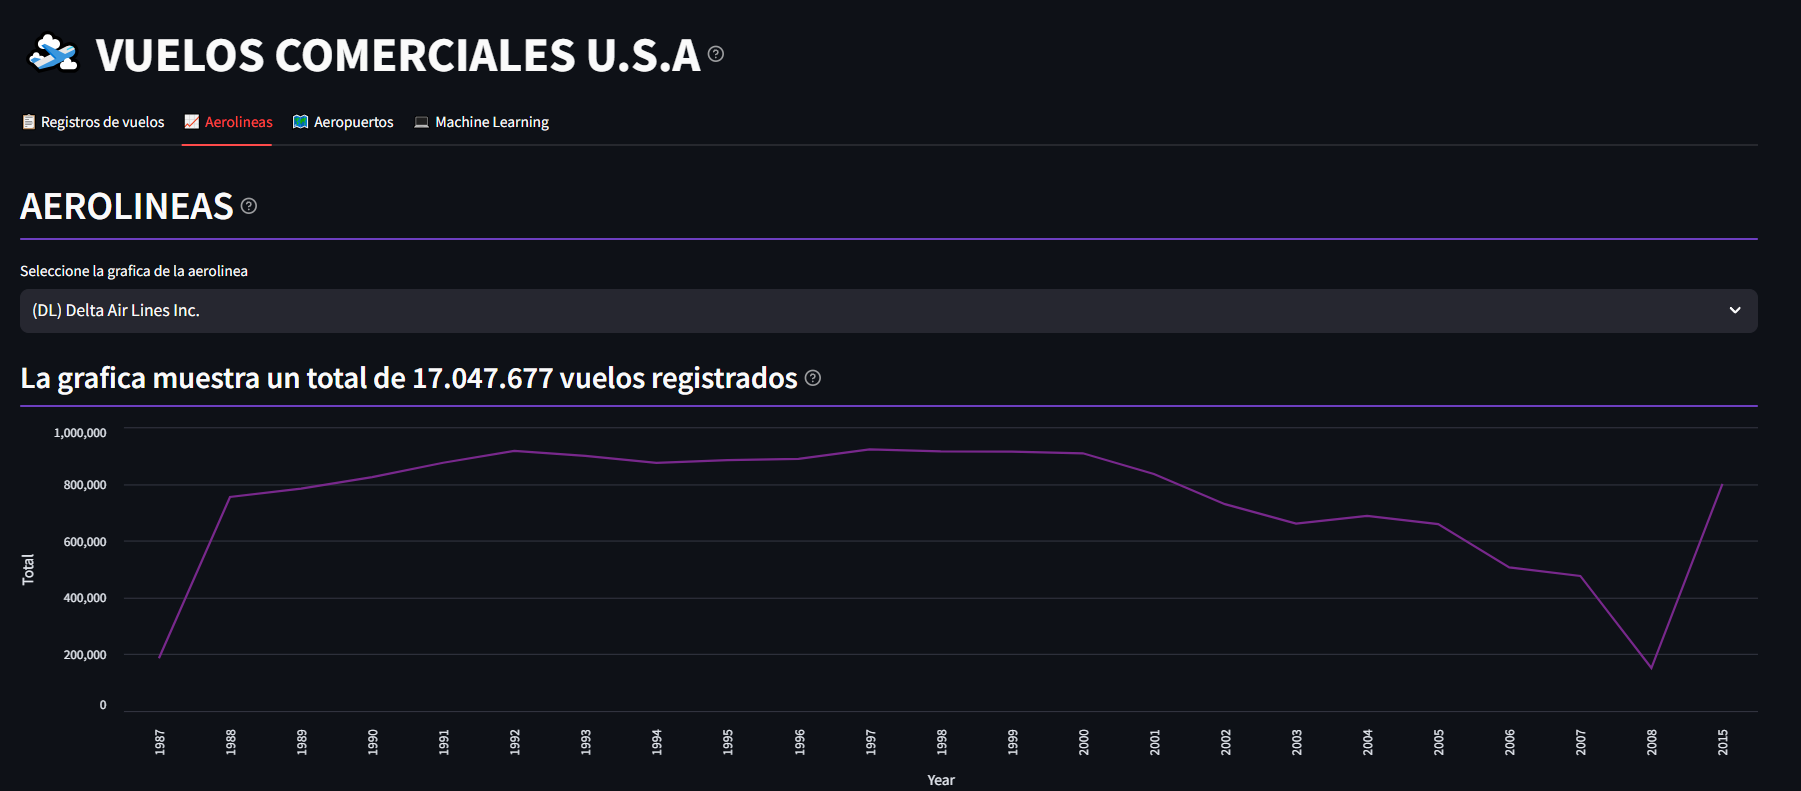 VUELOS COMERCIALES U.S.A
Registros de vuelos Aerolineas Aeropuertos Machine Learning
AEROLINEAS
Seleccione la grafica de la aerolinea
(DL) Delta Air Lines Inc.
La grafica muestra un total de 17.047.677 vuelos registrados
1,000,000
800,000
600,000
400,000
200,000
0
Total
1987 1988 1989 1990 1991 1992 1993 1994 1995 1996 1997 1998 1999 2000 2001 2002 2003 2004 2005 2006 2007 2008 2015
Year